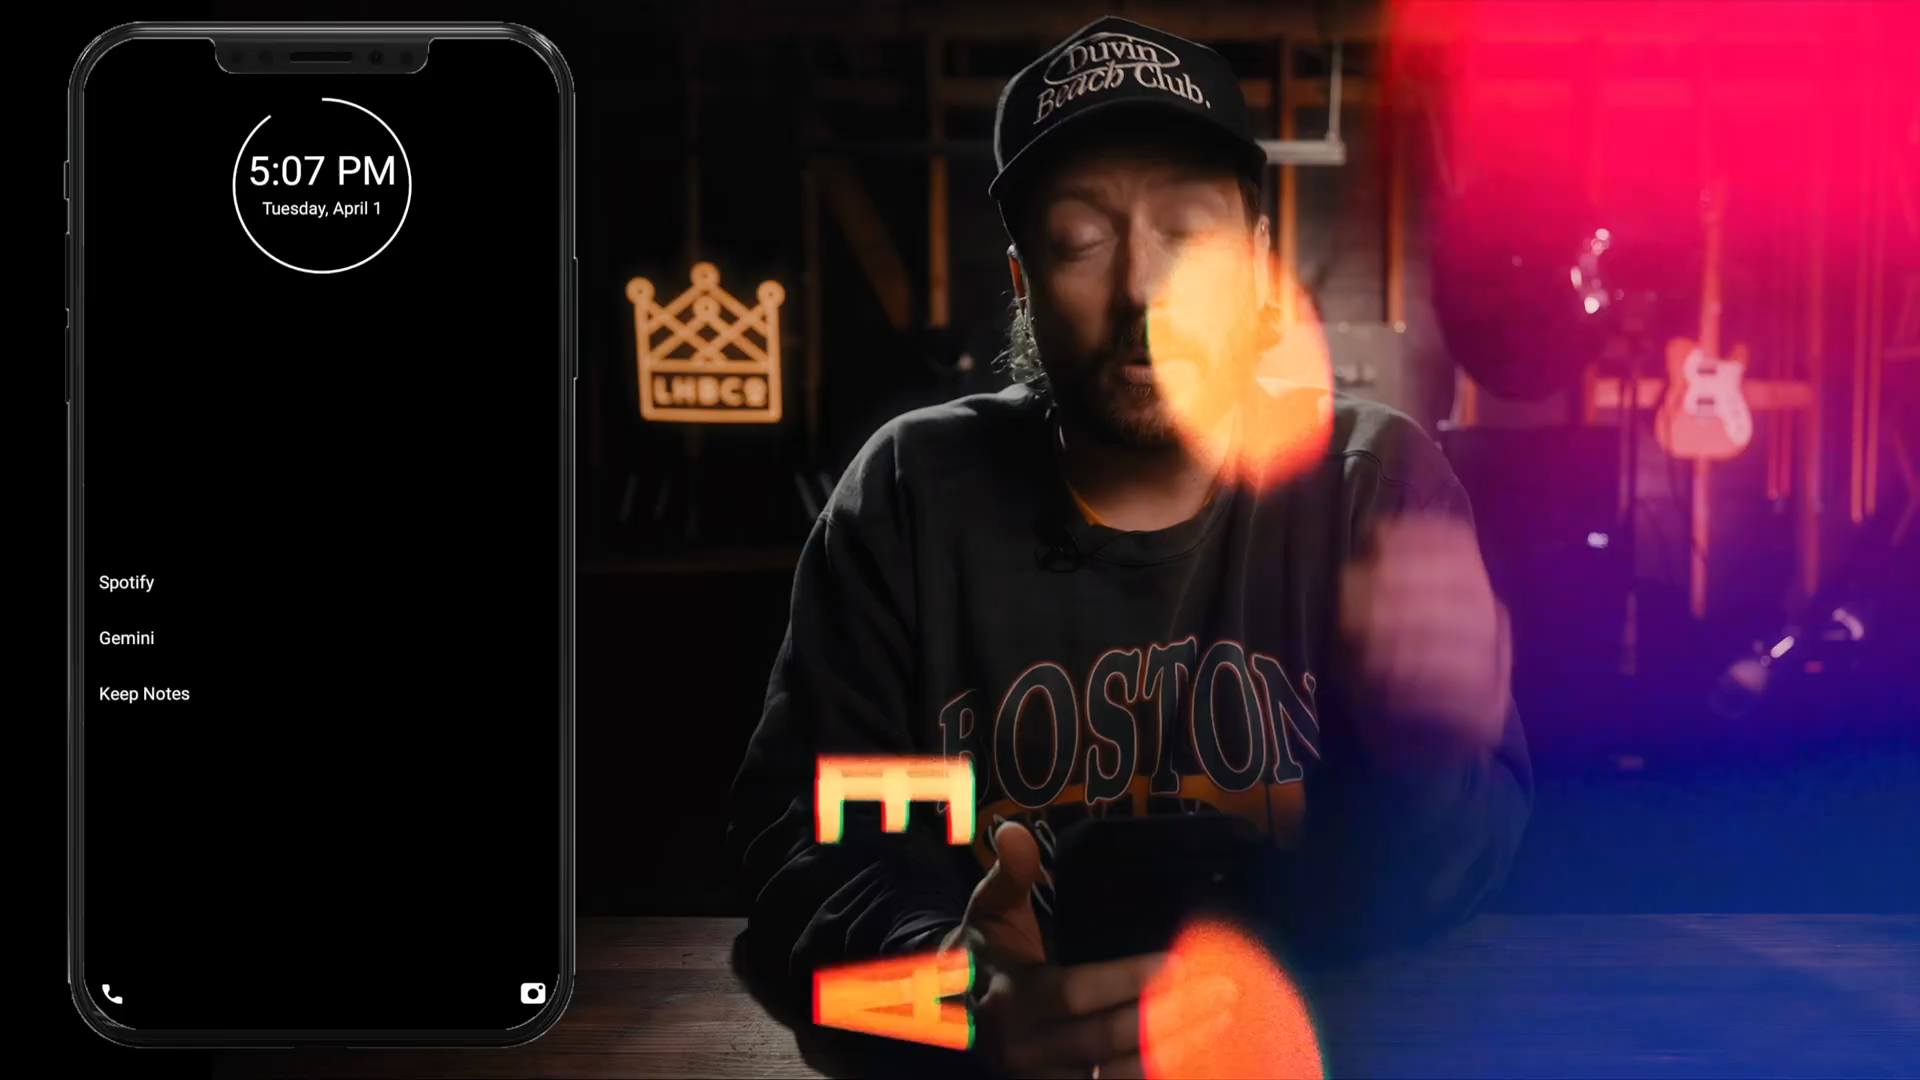 5:07 PM
Tuesday, April 1
Spotify
Gemini
Keep Notes
Duvin
Beach Club.
LHBCO
BOSTON
E
A